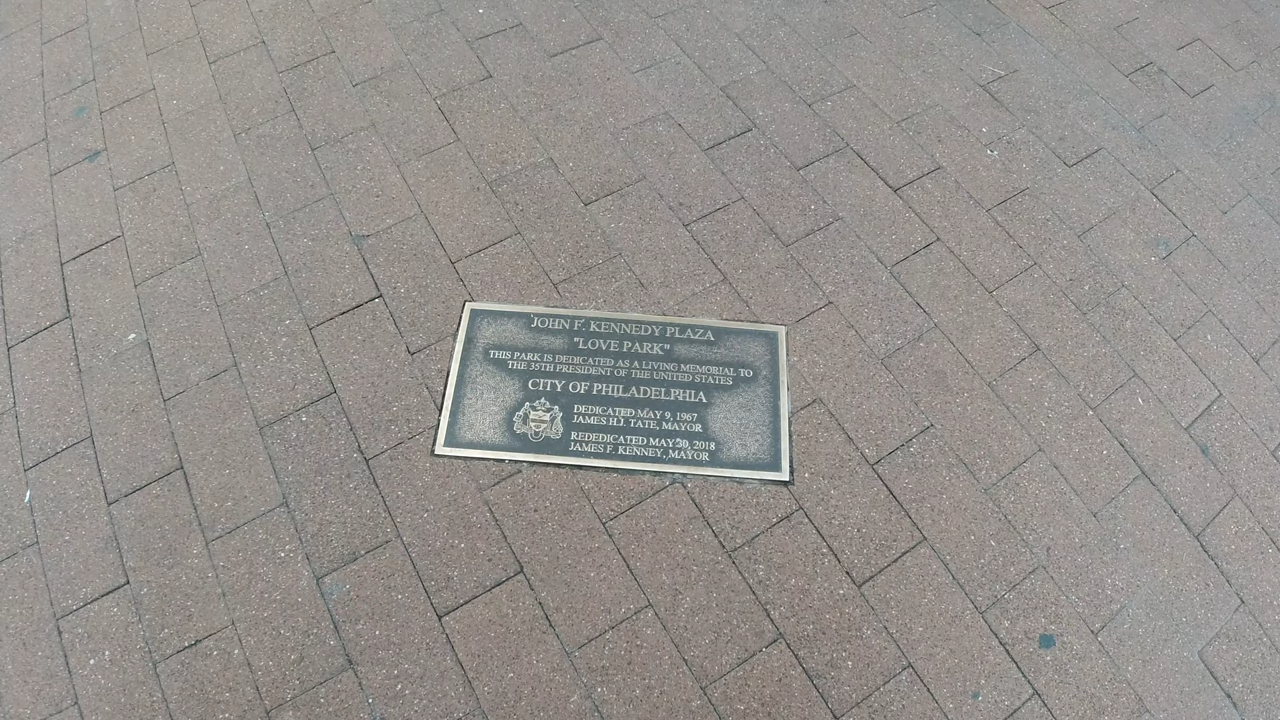 JOHN F. KENNEDY PLAZA
"LOVE PARK"
THIS PARK IS DEDICATED AS A LIVING MEMORIAL TO
THE 35TH PRESIDENT OF THE UNITED STATES
CITY OF PHILADELPHIA
DEDICATED MAY 9, 1967
JAMES H.J. TATE, MAYOR
REDEDICATED MAY 30, 2018
JAMES F. KENNEY, MAYOR